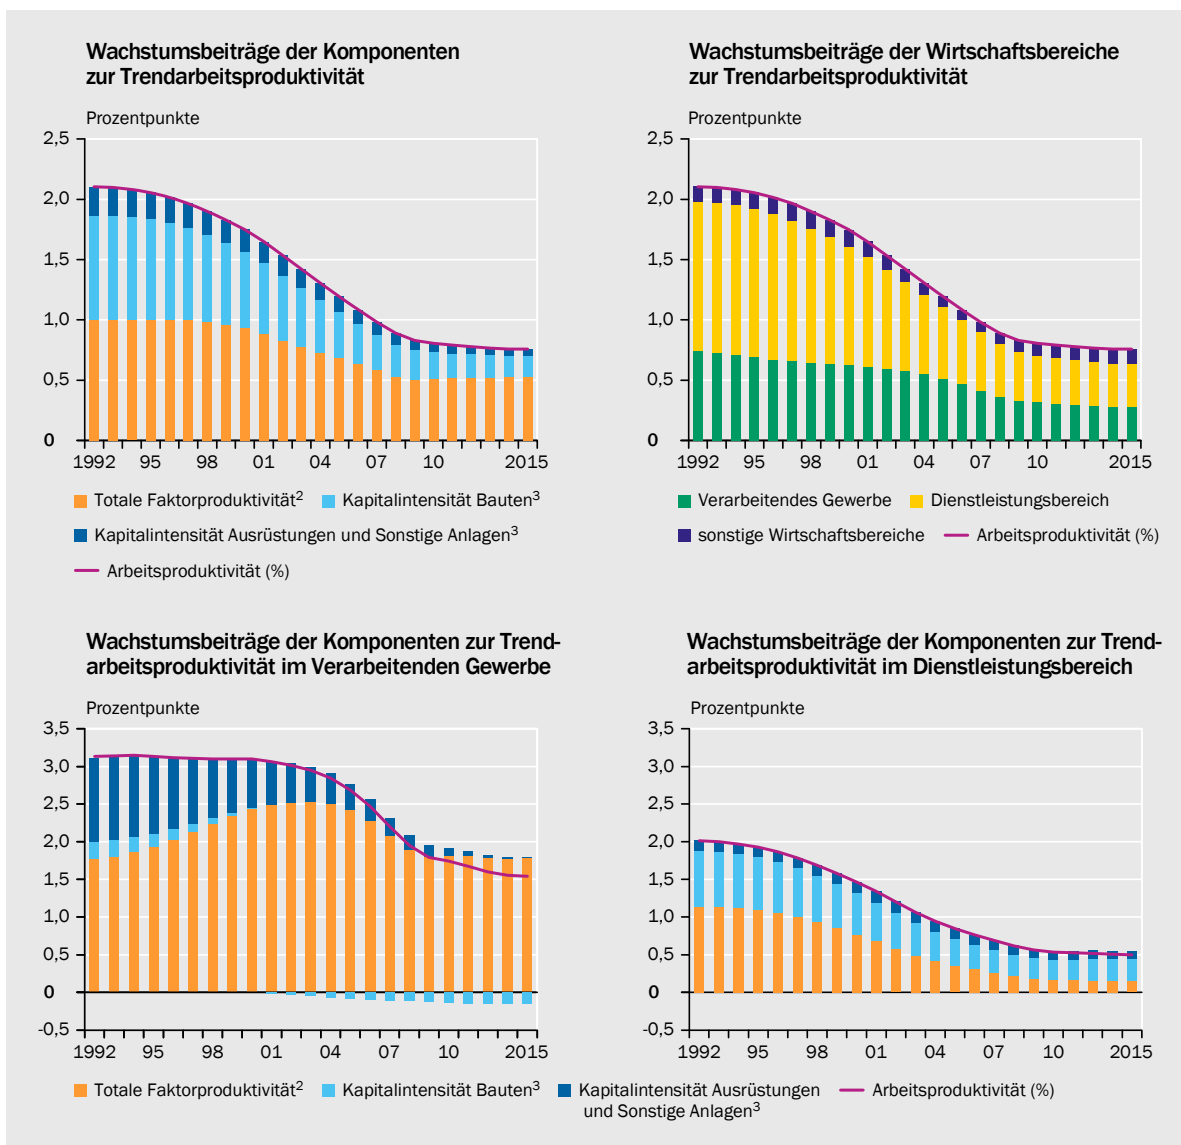 Wachstumsbeiträge der Komponenten
zur Trendarbeitsproduktivität
Prozentpunkte
2,5
2,0
1,5
1,0
0,5
0
1992 95 98 01 04 07 10 2015
Totale Faktorproduktivität² Kapitalintensität Bauten³
Kapitalintensität Ausrüstungen und Sonstige Anlagen³
Arbeitsproduktivität (%)
Wachstumsbeiträge der Wirtschaftsbereiche
zur Trendarbeitsproduktivität
Prozentpunkte
2,5
2,0
1,5
1,0
0,5
0
1992 95 98 01 04 07 10 2015
Verarbeitendes Gewerbe Dienstleistungsbereich
sonstige Wirtschaftsbereiche Arbeitsproduktivität (%)
Wachstumsbeiträge der Komponenten zur Trend-
arbeitsproduktivität im Verarbeitenden Gewerbe
Prozentpunkte
3,5
3,0
2,5
2,0
1,5
1,0
0,5
0
-0,5
1992 95 98 01 04 07 10 2015
Wachstumsbeiträge der Komponenten zur Trend-
arbeitsproduktivität im Dienstleistungsbereich
Prozentpunkte
3,5
3,0
2,5
2,0
1,5
1,0
0,5
0
-0,5
1992 95 98 01 04 07 10 2015
Totale Faktorproduktivität² Kapitalintensität Bauten³ Kapitalintensität Ausrüstungen Arbeitsproduktivität (%)
und Sonstige Anlagen³